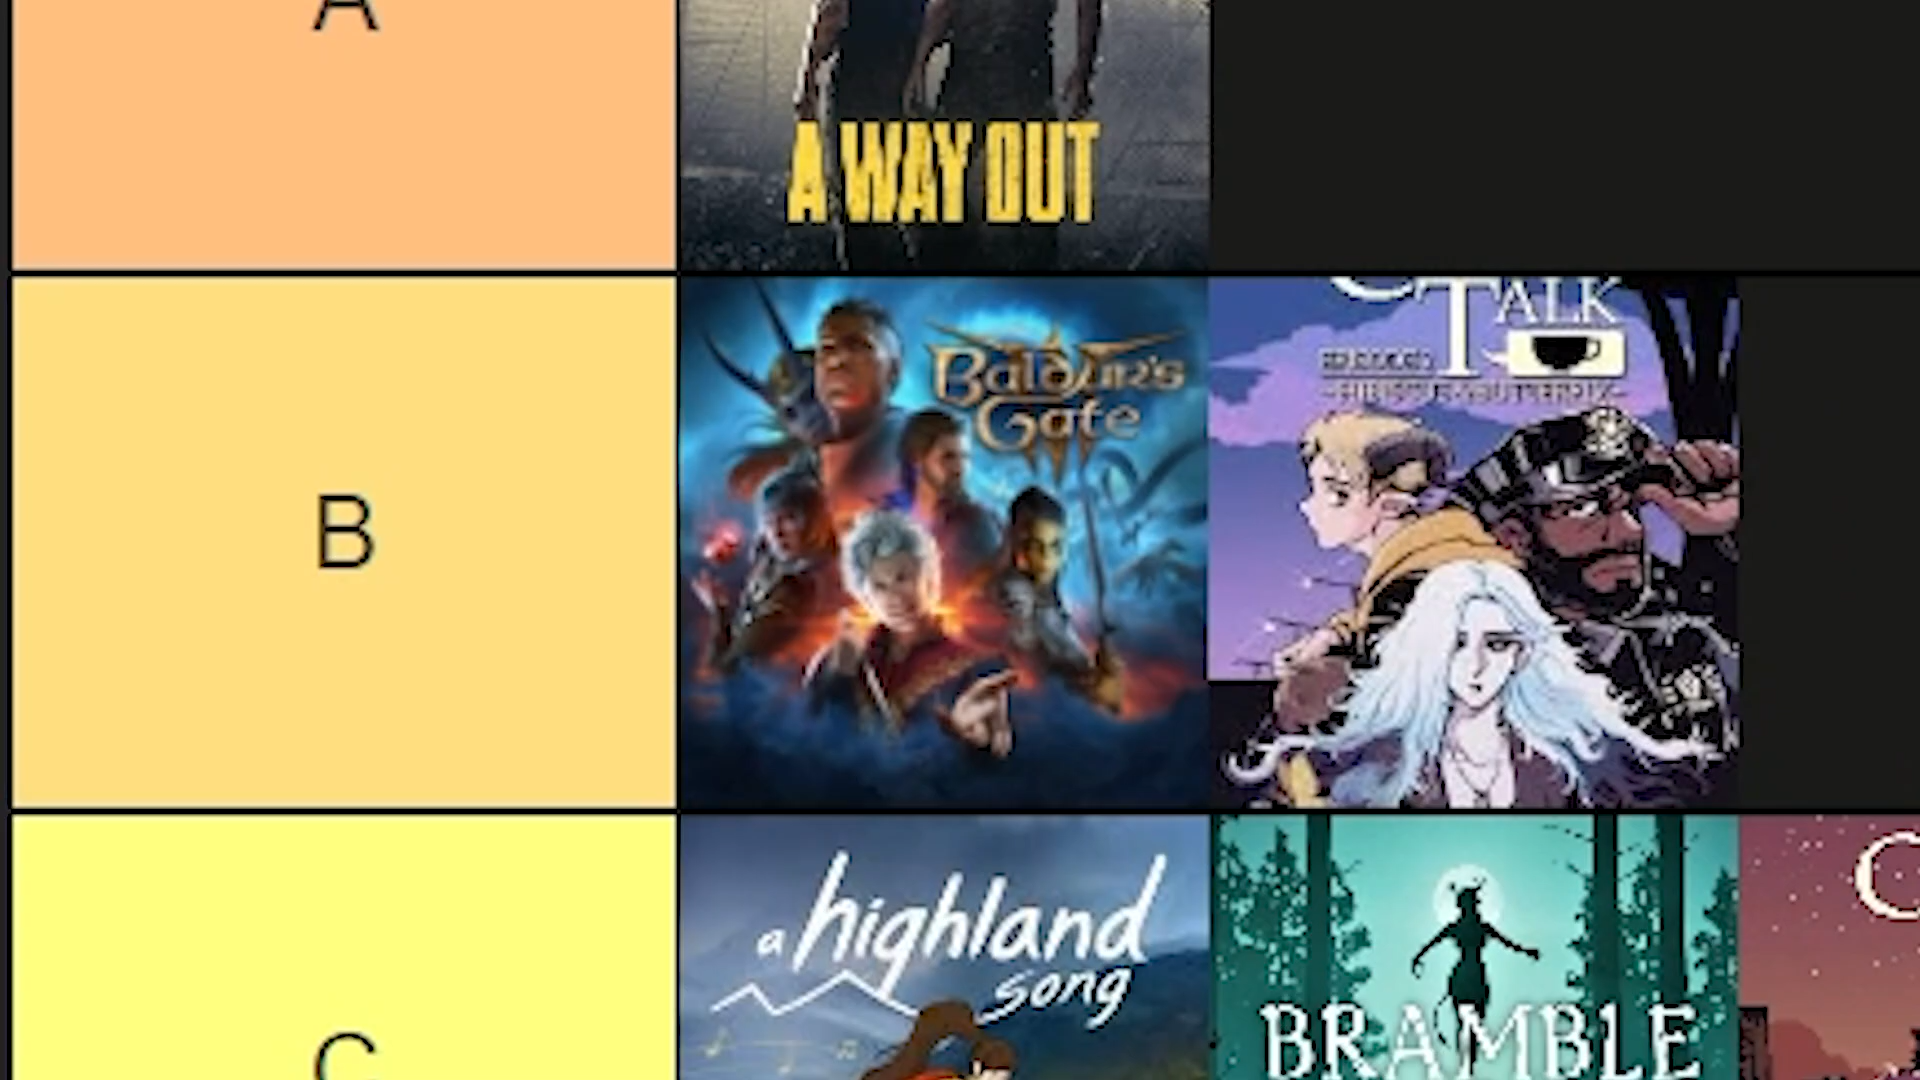 A
A WAY OUT
B
Baldur's
Gate
TALK
C
a highland
song
BRAMBLE